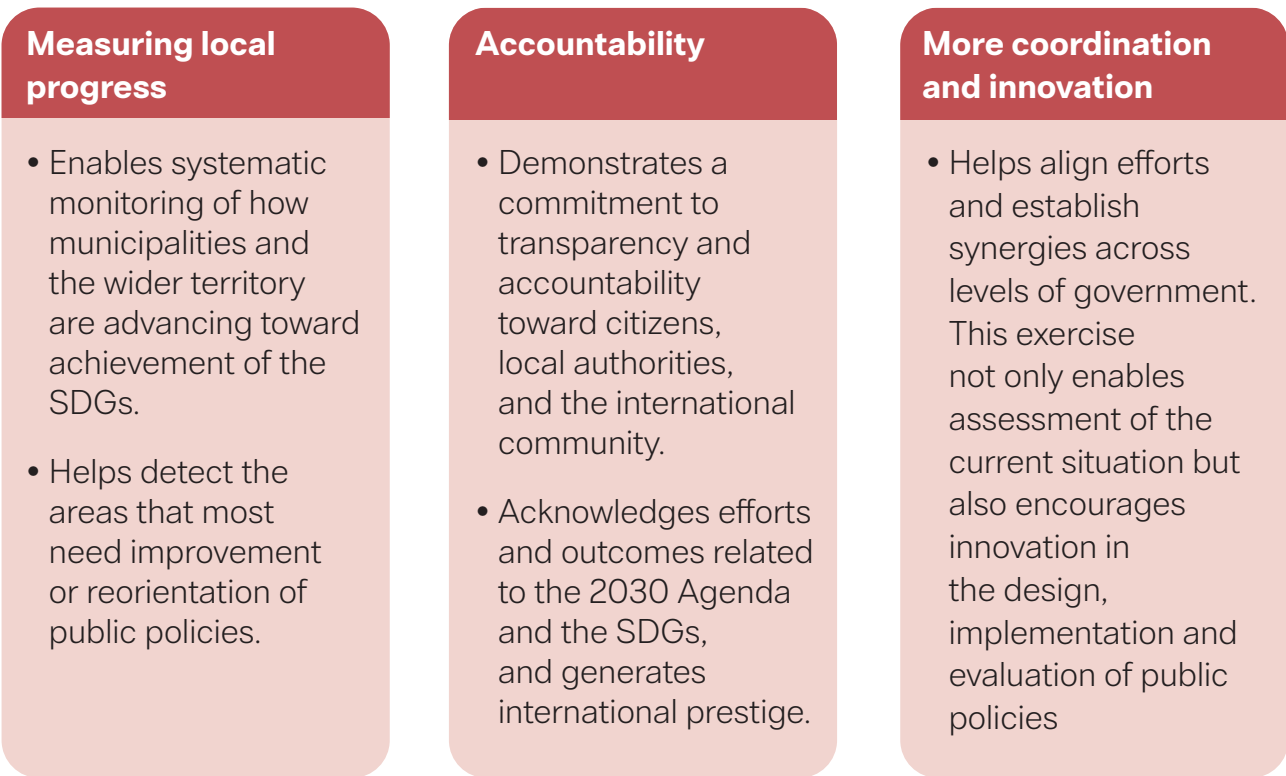 Measuring local
progress
• Enables systematic
monitoring of how
municipalities and
the wider territory
are advancing toward
achievement of the
SDGs.
• Helps detect the
areas that most
need improvement
or reorientation of
public policies.
Accountability
• Demonstrates a
commitment to
transparency and
accountability
toward citizens,
local authorities,
and the international
community.
• Acknowledges efforts
and outcomes related
to the 2030 Agenda
and the SDGs,
and generates
international prestige.
More coordination
and innovation
• Helps align efforts
and establish
synergies across
levels of government.
This exercise
not only enables
assessment of the
current situation but
also encourages
innovation in
the design,
implementation and
evaluation of public
policies